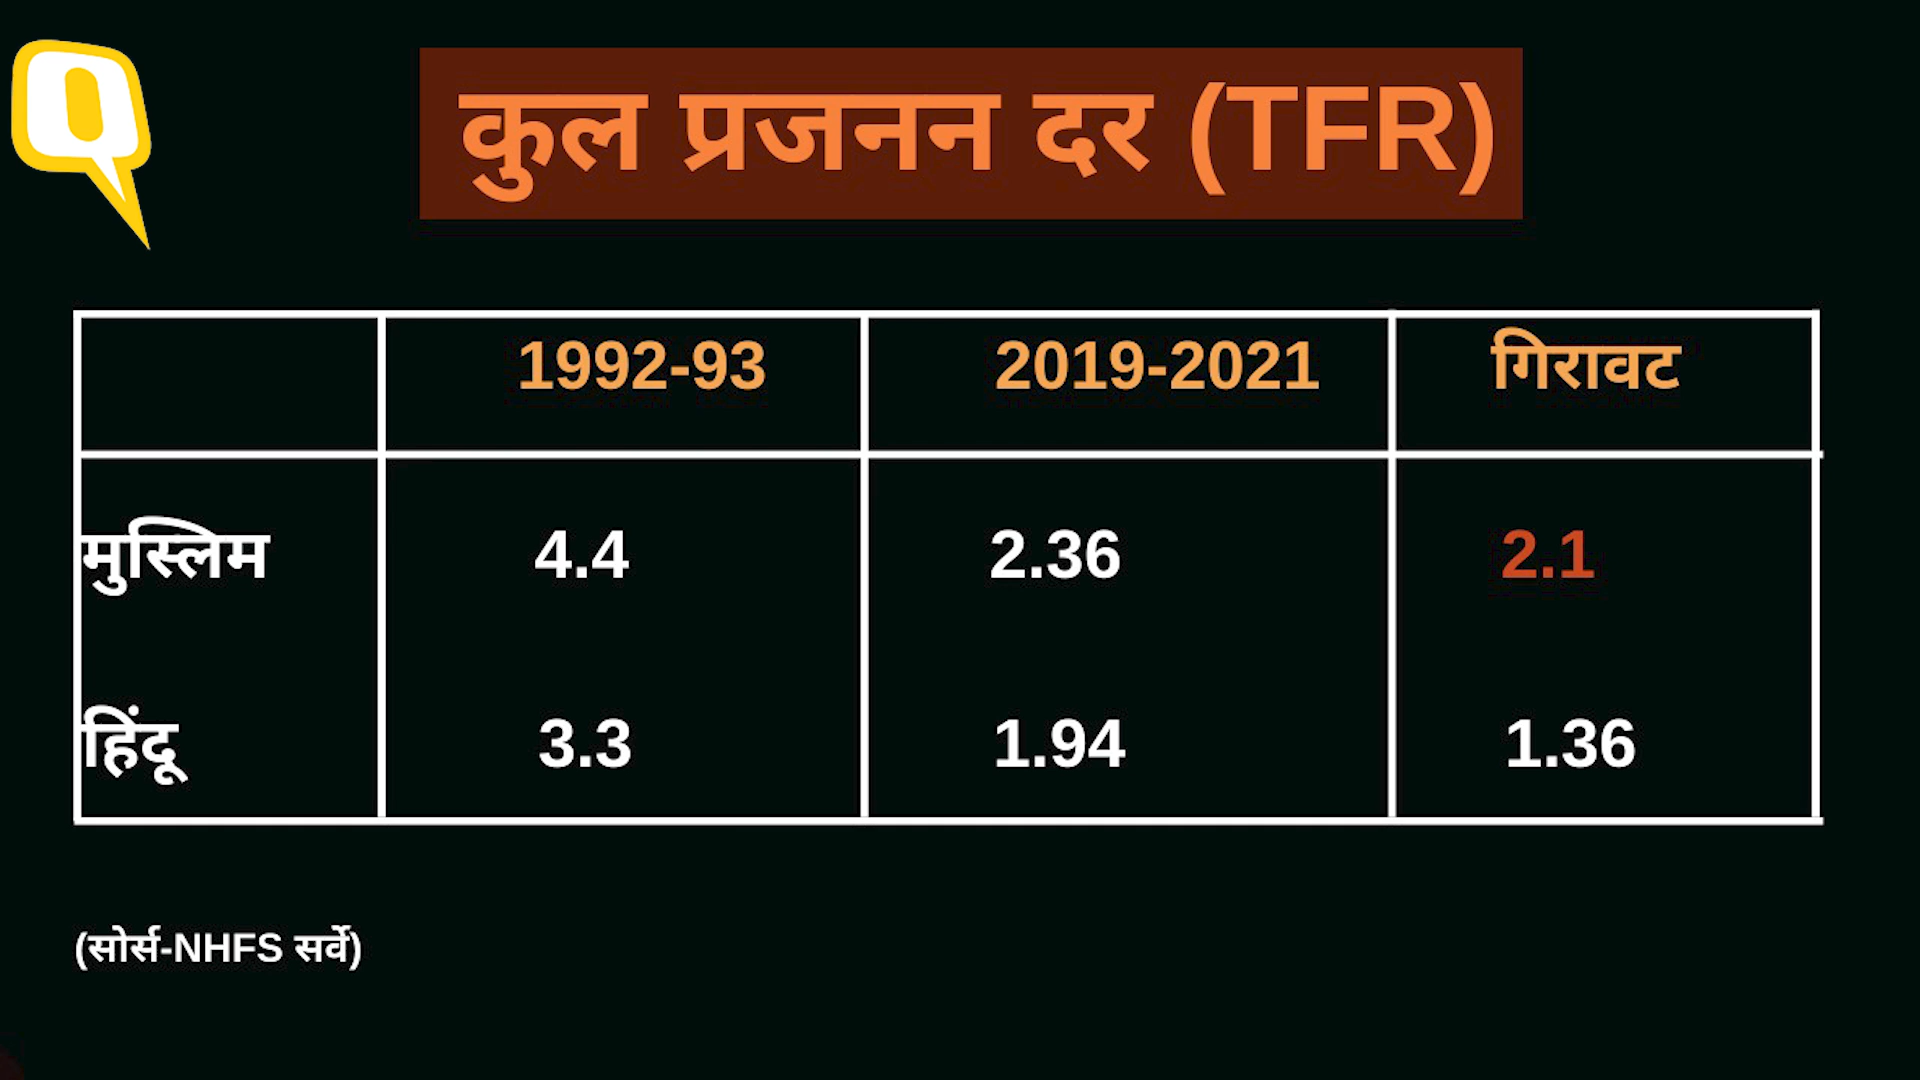 कुल प्रजनन दर (TFR)
1992-93 2019-2021 गिरावट
मुस्लिम 4.4 2.36 2.1
हिंदू 3.3 1.94 1.36
(सोर्स-NHFS सर्वे)